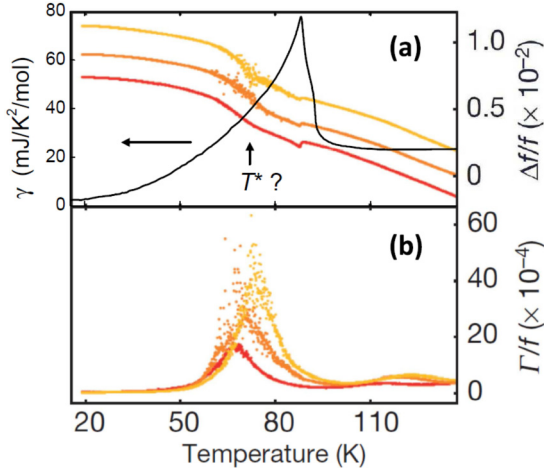 80
60
40
20
0
γ (mJ/K²/mol)
(a)
T* ?
1.0
0.5
0
Δf/f (× 10⁻²)
(b)
60
40
20
0
Γ/f (× 10⁻⁴)
20
50
80
110
Temperature (K)